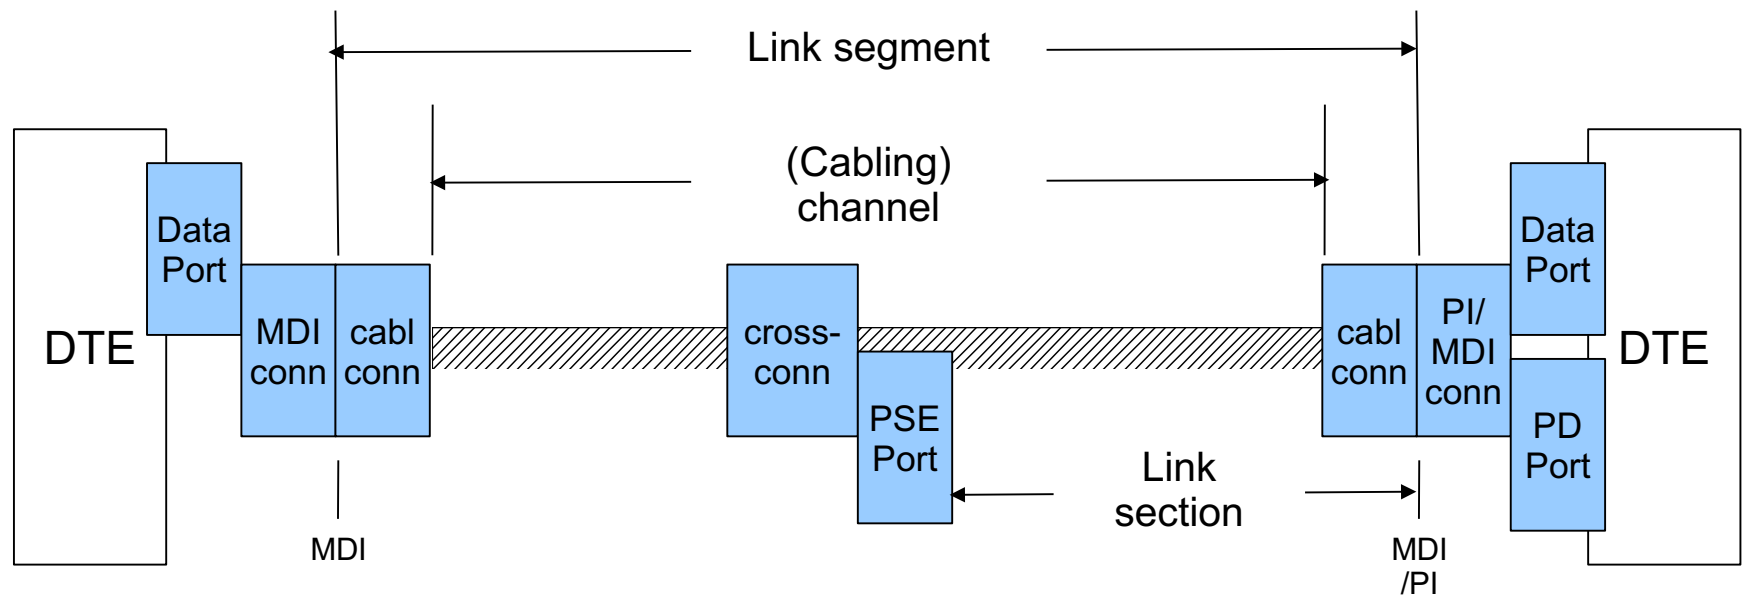 Link segment
(Cabling)
channel
DTE
Data
Port
MDI
conn
cabl
conn
cross-
conn
PSE
Port
Link
section
cabl
conn
PI/
MDI
conn
Data
Port
PD
Port
DTE
MDI
MDI
/PI